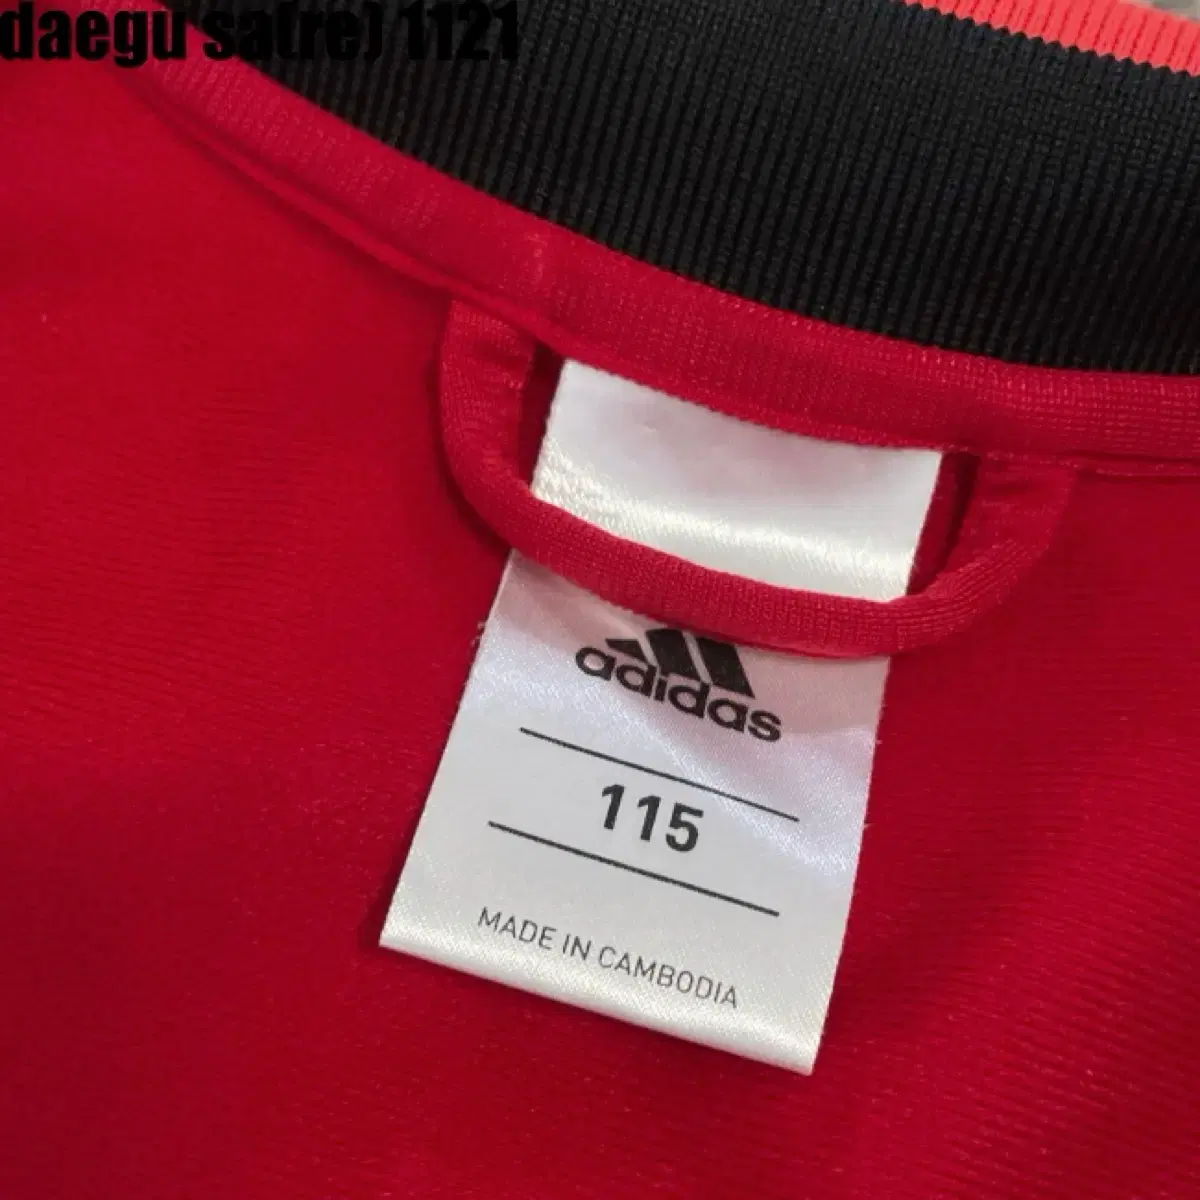 daegu satre) 1121
adidas
115
MADE IN CAMBODIA